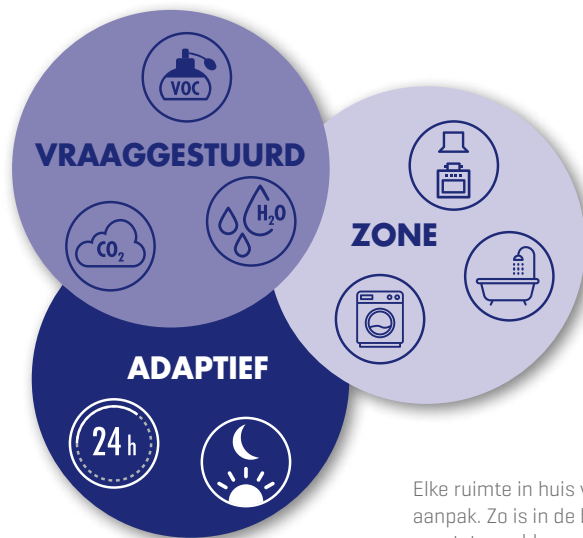 VOC
VRAAGGESTUURD
H₂O
CO₂
ZONE
ADAPTIEF
24 h
Elke ruimte in huis
aanpak. Zo is in de